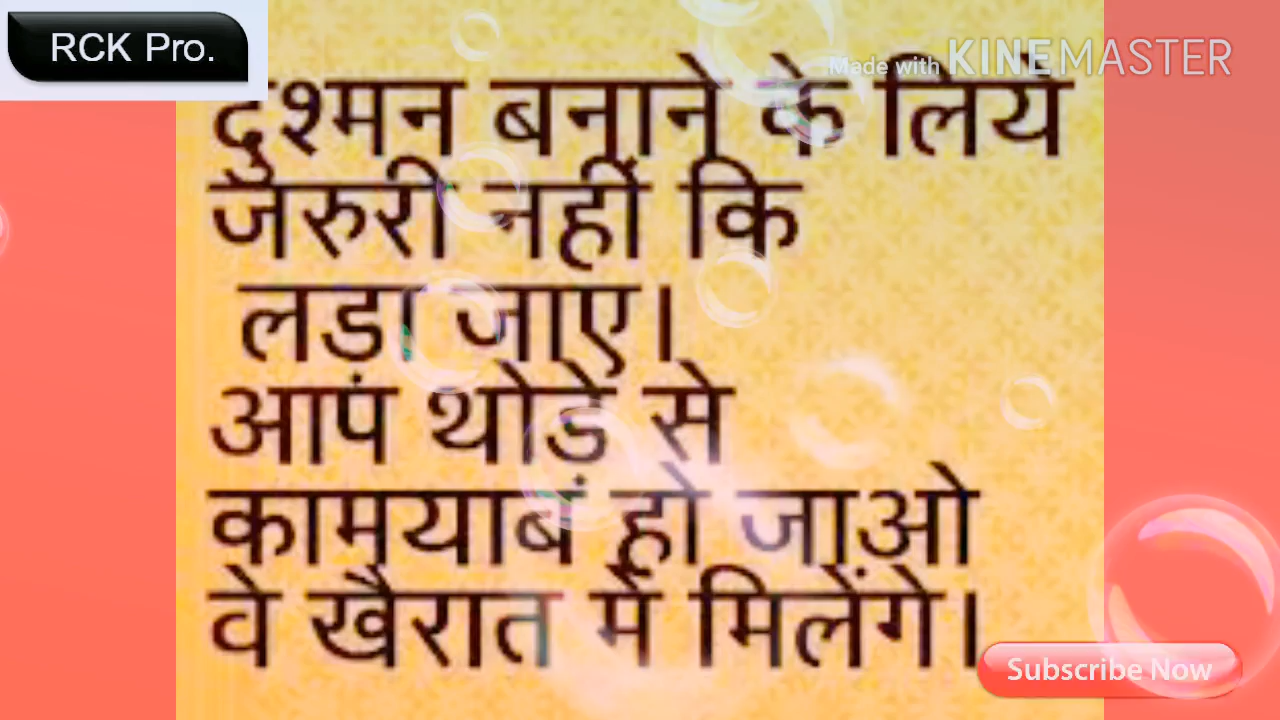 RCK Pro.
Made with KINEMASTER
दुश्मन बनाने के लिये
जरुरी नहीं कि
लडा जाए।
आपं थोडे से
कामयाबं हो जाओ
वे खैरात में मिलेंगे।
Subscribe Now